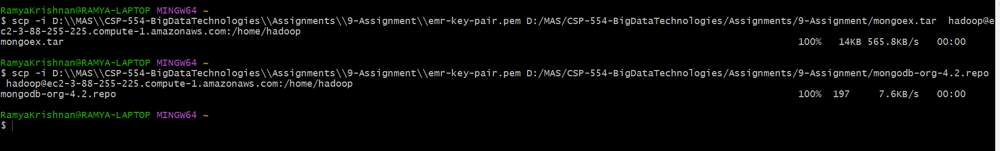 RamyaKrishnan@RAMYA-LAPTOP MINGW64 ~
$ scp -i D:\\MAS\\CSP-554-BigDataTechnologies\\Assignments\\9-Assignment\\emr-key-pair.pem D:/MAS/CSP-554-BigDataTechnologies/Assignments/9-Assignment/mongoex.tar  hadoop@e
c2-3-88-255-225.compute-1.amazonaws.com:/home/hadoop
mongoex.tar 100% 14KB 565.8KB/s 00:00
RamyaKrishnan@RAMYA-LAPTOP MINGW64 ~
$ scp -i D:\\MAS\\CSP-554-BigDataTechnologies\\Assignments\\9-Assignment\\emr-key-pair.pem D:/MAS/CSP-554-BigDataTechnologies/Assignments/9-Assignment/mongodb-org-4.2.repo
 hadoop@ec2-3-88-255-225.compute-1.amazonaws.com:/home/hadoop
mongodb-org-4.2.repo 100% 197 7.6KB/s 00:00
RamyaKrishnan@RAMYA-LAPTOP MINGW64 ~
$